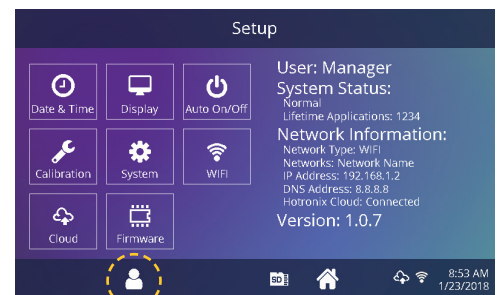 Setup
Date & Time
Display
Auto On/Off
Calibration
System
WIFI
Cloud
Firmware
User: Manager
System Status:
Normal
Lifetime Applications: 1234
Network Information:
Network Type: WIFI
Networks: Network Name
IP Address: 192.168.1.2
DNS Address: 8.8.8.8
Hotronix Cloud: Connected
Version: 1.0.7
SD
8:53 AM
1/23/2018